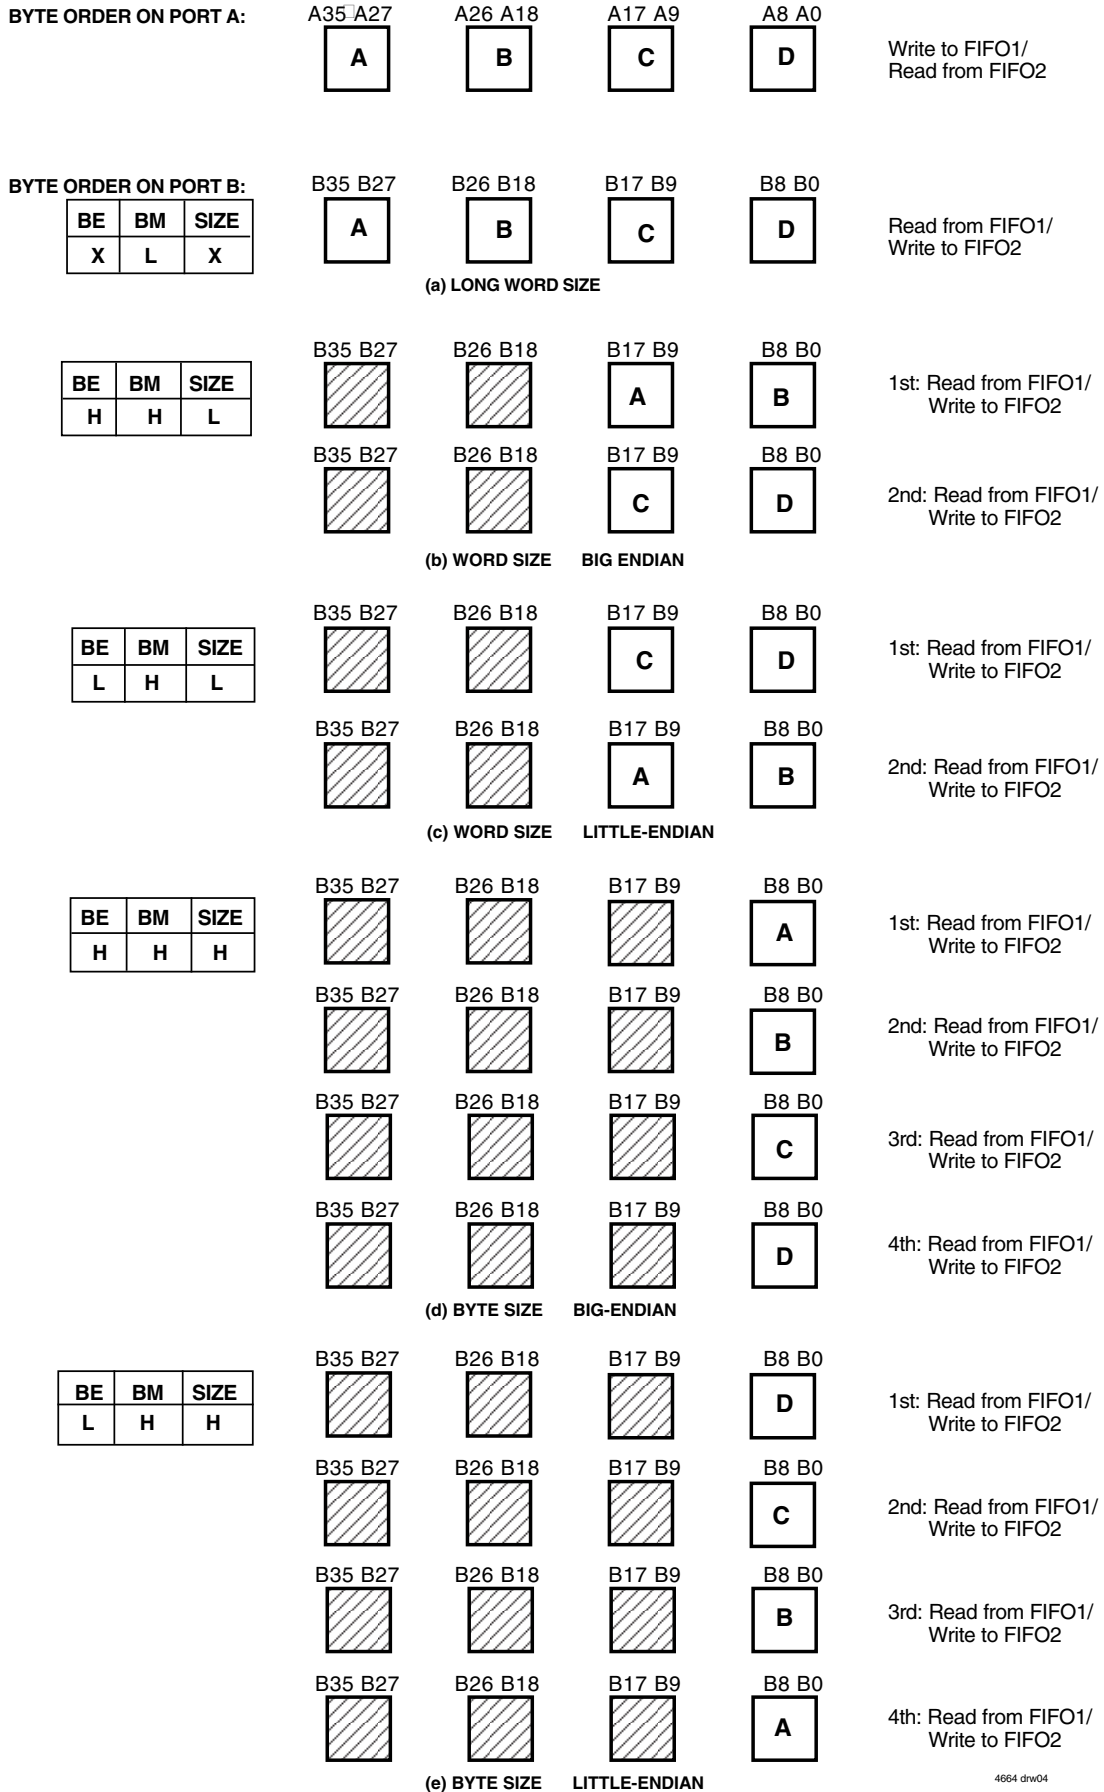 BYTE ORDER ON PORT A:
A35 A27 A26 A18 A17 A9 A8 A0
A B C D
Write to FIFO1/
Read from FIFO2
BYTE ORDER ON PORT B:
B35 B27 B26 B18 B17 B9 B8 B0
BE BM SIZE
X L X
A B C D
Read from FIFO1/
Write to FIFO2
(a) LONG WORD SIZE
B35 B27 B26 B18 B17 B9 B8 B0
BE BM SIZE
H H L
A B
1st: Read from FIFO1/
Write to FIFO2
B35 B27 B26 B18 B17 B9 B8 B0
C D
2nd: Read from FIFO1/
Write to FIFO2
(b) WORD SIZE BIG ENDIAN
B35 B27 B26 B18 B17 B9 B8 B0
BE BM SIZE
L H L
C D
1st: Read from FIFO1/
Write to FIFO2
B35 B27 B26 B18 B17 B9 B8 B0
A B
2nd: Read from FIFO1/
Write to FIFO2
(c) WORD SIZE LITTLE-ENDIAN
B35 B27 B26 B18 B17 B9 B8 B0
BE BM SIZE
H H H
A
1st: Read from FIFO1/
Write to FIFO2
B35 B27 B26 B18 B17 B9 B8 B0
B
2nd: Read from FIFO1/
Write to FIFO2
B35 B27 B26 B18 B17 B9 B8 B0
C
3rd: Read from FIFO1/
Write to FIFO2
B35 B27 B26 B18 B17 B9 B8 B0
D
4th: Read from FIFO1/
Write to FIFO2
(d) BYTE SIZE BIG-ENDIAN
B35 B27 B26 B18 B17 B9 B8 B0
BE BM SIZE
L H H
D
1st: Read from FIFO1/
Write to FIFO2
B35 B27 B26 B18 B17 B9 B8 B0
C
2nd: Read from FIFO1/
Write to FIFO2
B35 B27 B26 B18 B17 B9 B8 B0
B
3rd: Read from FIFO1/
Write to FIFO2
B35 B27 B26 B18 B17 B9 B8 B0
A
4th: Read from FIFO1/
Write to FIFO2
(e) BYTE SIZE LITTLE-ENDIAN
4664 drw04